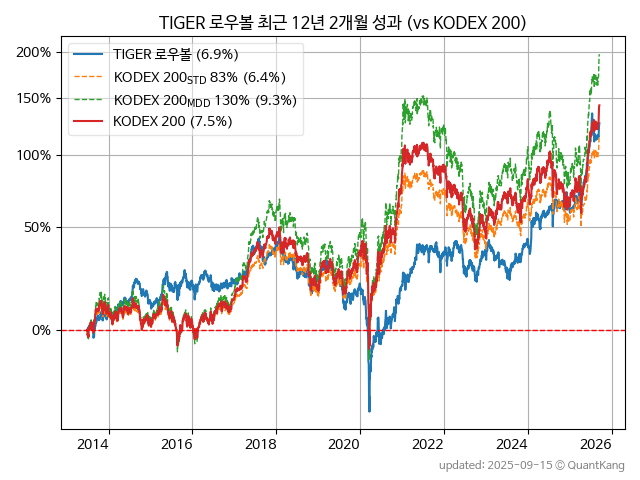 TIGER 로우볼 최근 12년 2개월 성과 (vs KODEX 200)
TIGER 로우볼 (6.9%)
KODEX 200STD 83% (6.4%)
KODEX 200MDD 130% (9.3%)
KODEX 200 (7.5%)
200%
150%
100%
50%
0%
2014 2016 2018 2020 2022 2024 2026
updated: 2025-09-15 © QuantKang